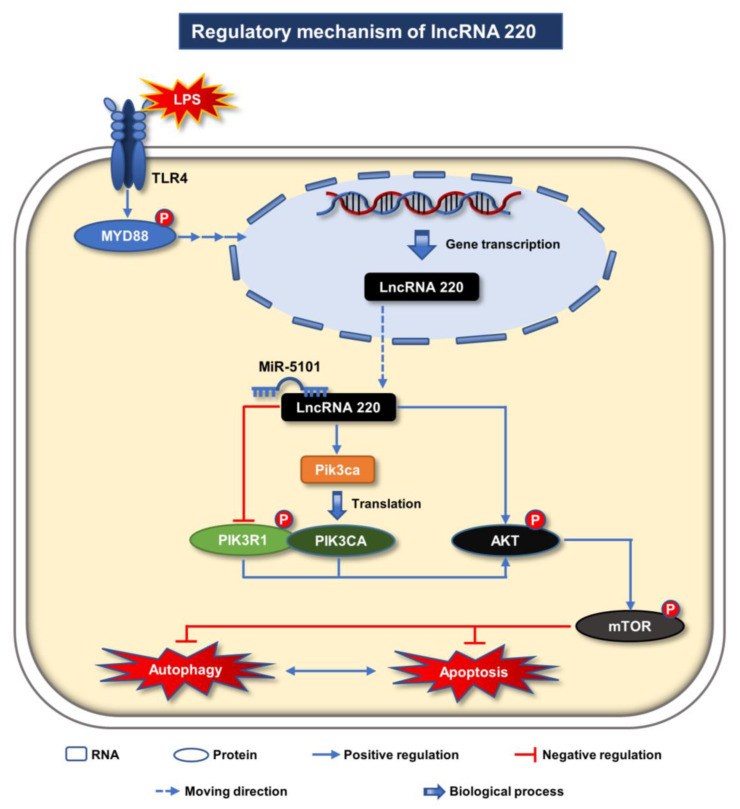 Regulatory mechanism of lncRNA 220
LPS
TLR4
P
MYD88
Gene transcription
LncRNA 220
MiR-5101
LncRNA 220
Pik3ca
Translation
P
P
PIK3R1
PIK3CA
AKT
P
mTOR
Autophagy
Apoptosis
RNA
Protein
Positive regulation
Negative regulation
Moving direction
Biological process